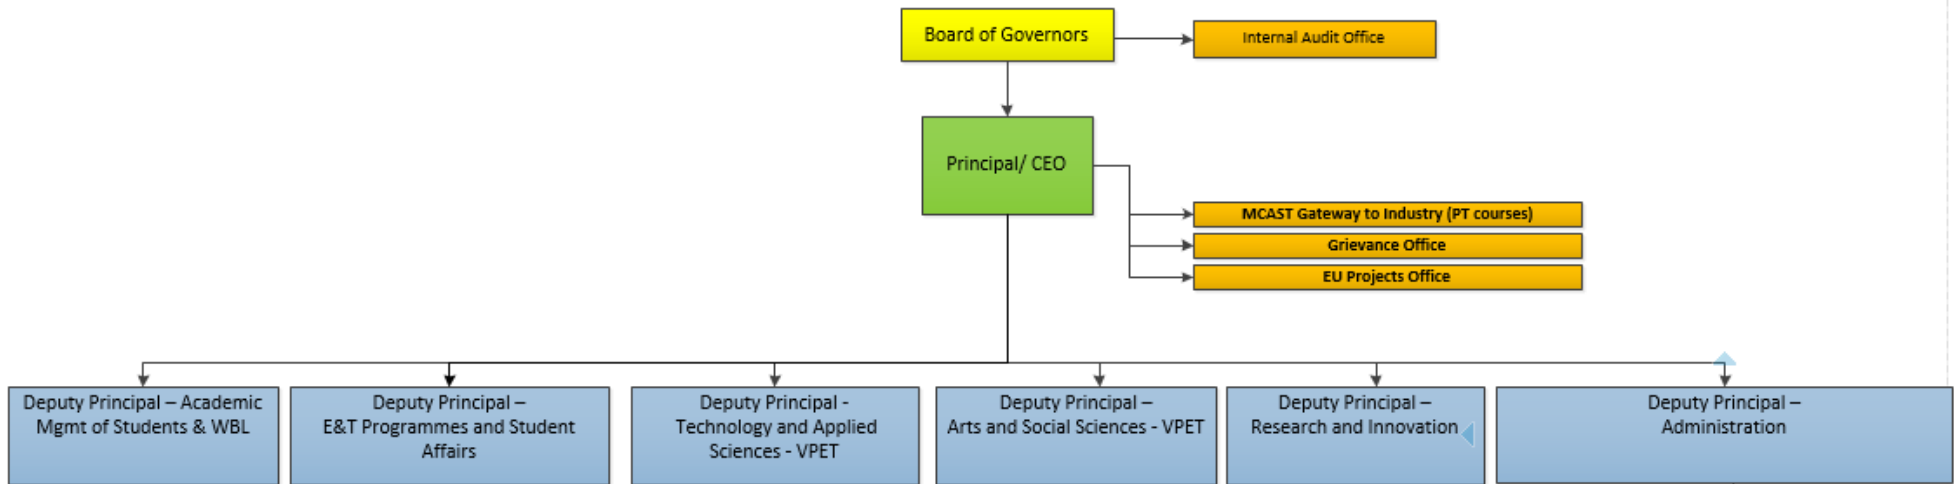 Board of Governors
Internal Audit Office
Principal/ CEO
MCAST Gateway to Industry (PT courses)
Grievance Office
EU Projects Office
Deputy Principal – Academic
Mgmt of Students & WBL
Deputy Principal –
E&T Programmes and Student
Affairs
Deputy Principal -
Technology and Applied
Sciences - VPET
Deputy Principal –
Arts and Social Sciences - VPET
Deputy Principal –
Research and Innovation
Deputy Principal –
Administration